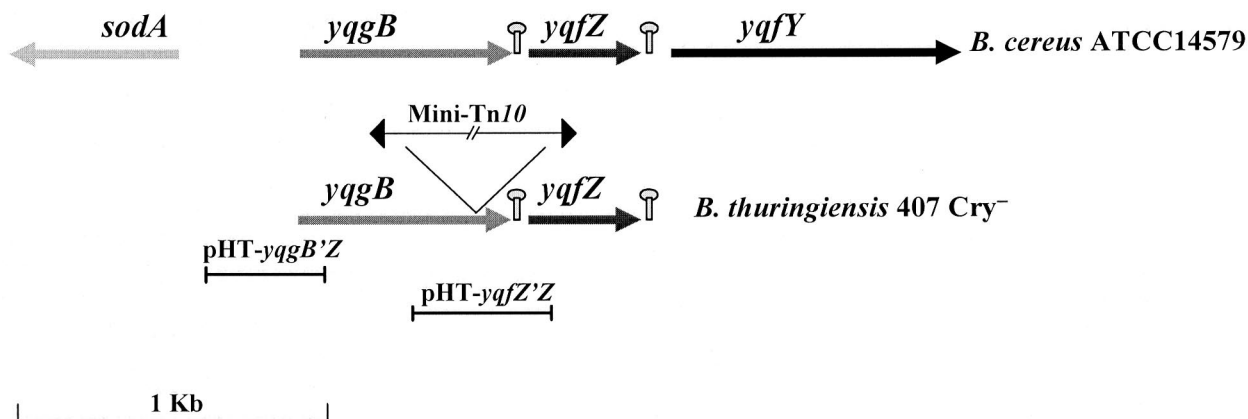 sodA yqgB yqfZ yqfY
B. cereus ATCC14579
Mini-Tn10
yqgB yqfZ
B. thuringiensis 407 Cry⁻
pHT-yqgB’Z
pHT-yqfZ’Z
1 Kb